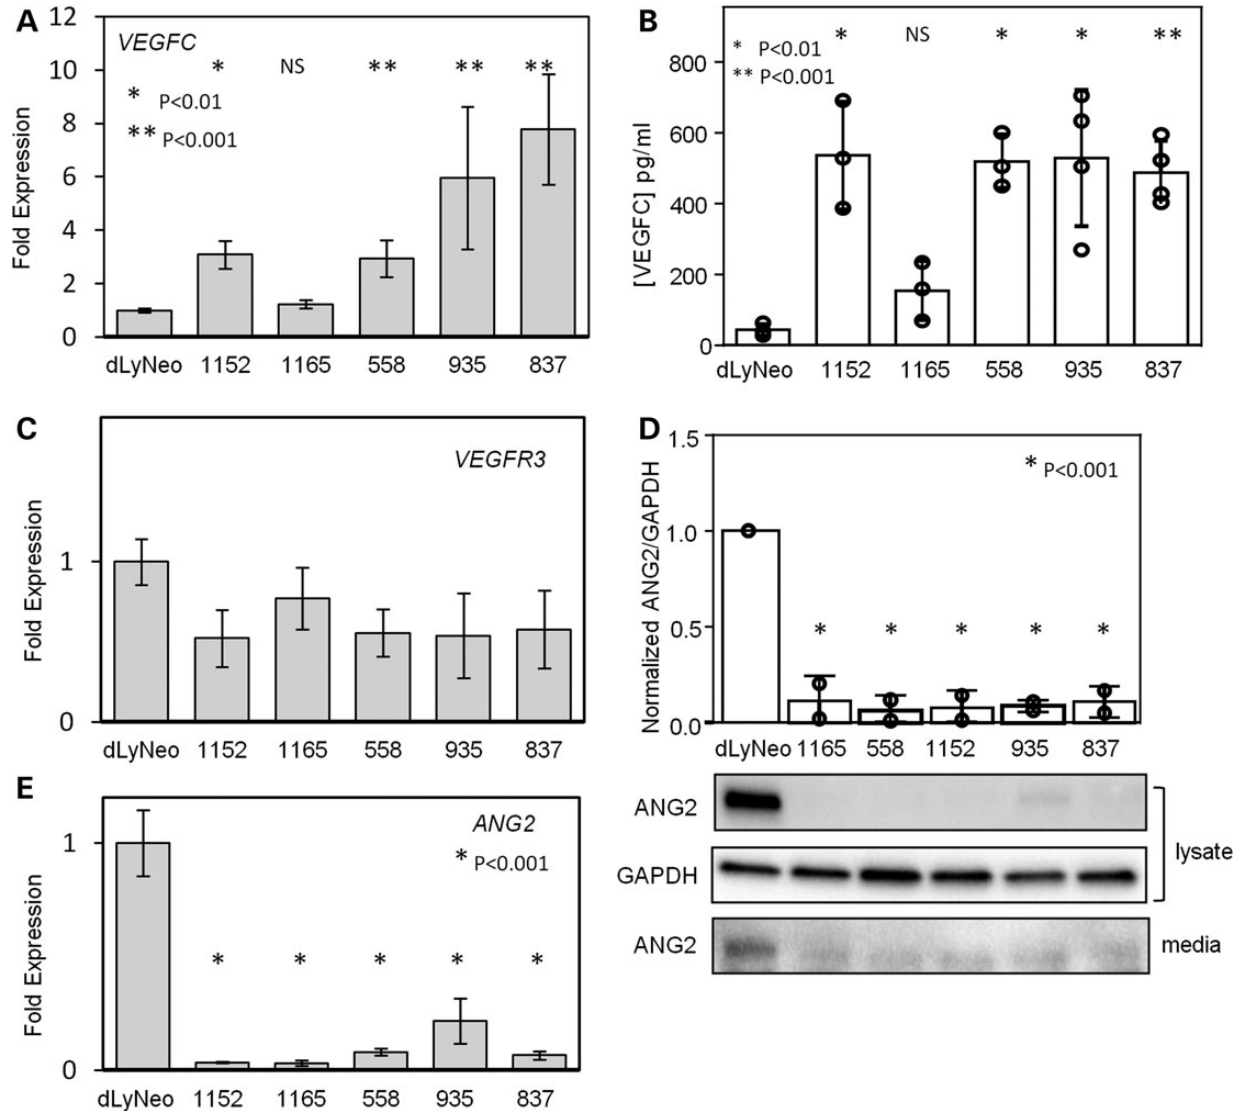 A
VEGFC
* P<0.01
** P<0.001
* NS ** ** **
Fold Expression
12
10
8
6
4
2
0
dLyNeo 1152 1165 558 935 837
B
* P<0.01
** P<0.001
* NS * * **
[VEGFC] pg/ml
800
600
400
200
0
dLyNeo 1152 1165 558 935 837
C
VEGFR3
Fold Expression
1
0
dLyNeo 1152 1165 558 935 837
D
* P<0.001
Normalized ANG2/GAPDH
1.5
1.0
0.5
0.0
* * * * *
dLyNeo 1165 558 1152 935 837
ANG2
GAPDH
lysate
ANG2
media
E
ANG2
* P<0.001
Fold Expression
1
0
* * * * *
dLyNeo 1152 1165 558 935 837